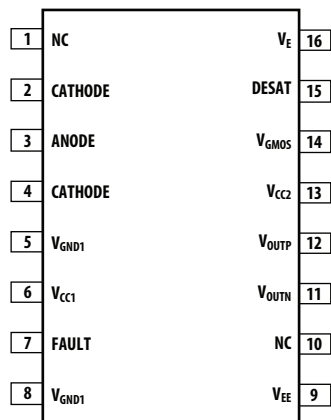 1 NC VE 16
2 CATHODE DESAT 15
3 ANODE VGMOS 14
4 CATHODE VCC2 13
5 VGND1 VOUTP 12
6 VCC1 VOUTN 11
7 FAULT NC 10
8 VGND1 VEE 9